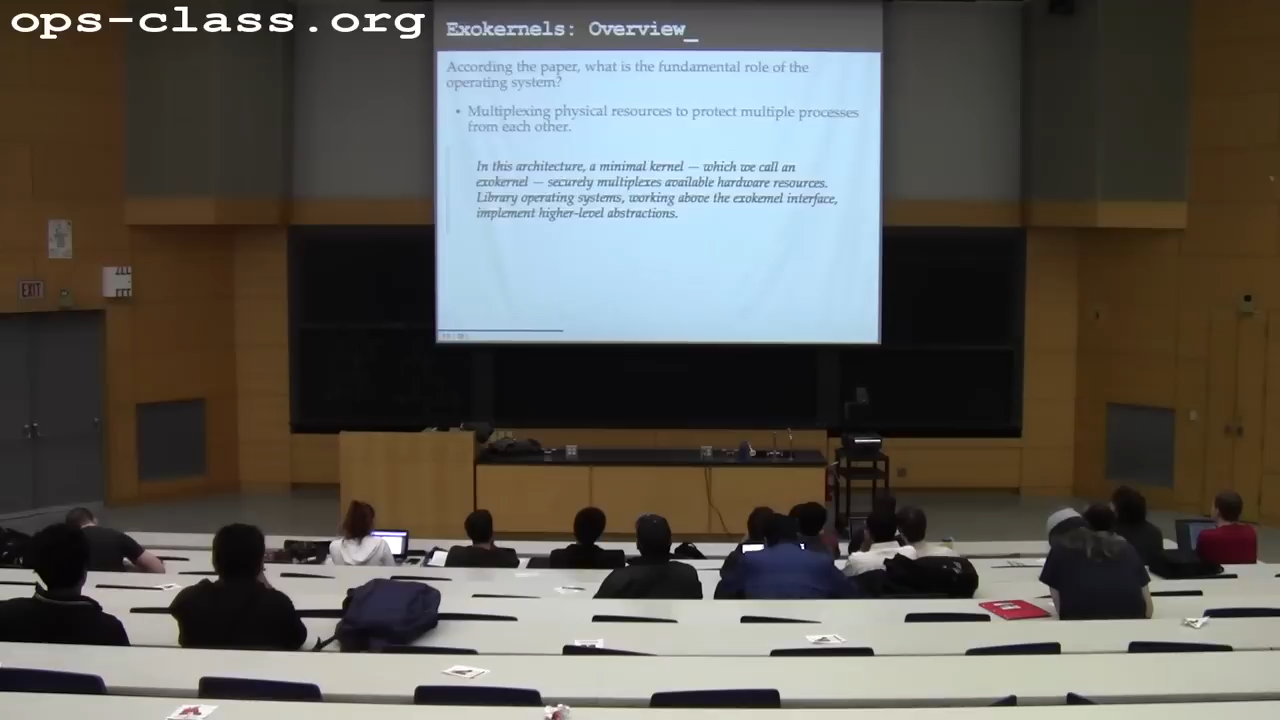 ops-class.org
Exokernels: Overview_
According the paper, what is the fundamental role of the
operating system?
• Multiplexing physical resources to protect multiple processes
from each other.
In this architecture, a minimal kernel — which we call an
exokernel — securely multiplexes available hardware resources.
Library operating systems, working above the exokernel interface,
implement higher-level abstractions.
EXIT